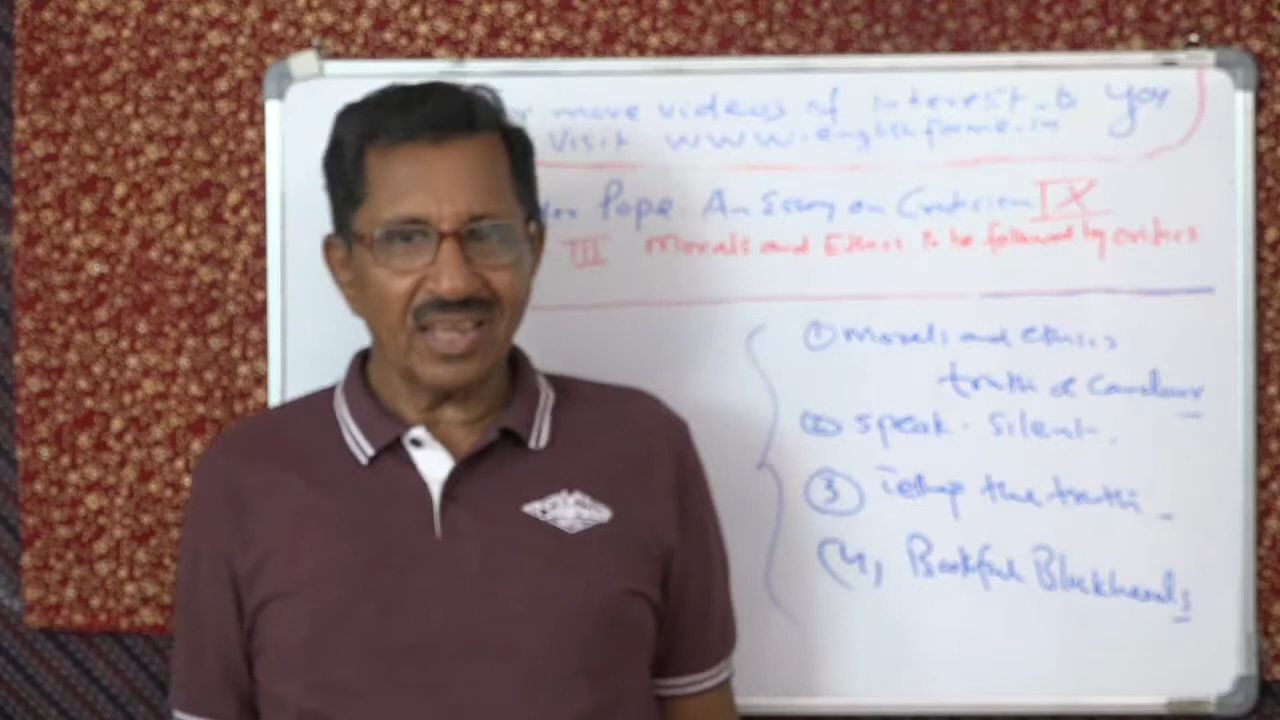 more videos of interest to you
Visit www.englishforme.in
Pope. An Essay on Criticism IX
III Morals and Ethics to be followed by critics
① Morals and ethics
truth & Candour
② Speak - Silent.
③ the truth
(4) Bookful Blockheads